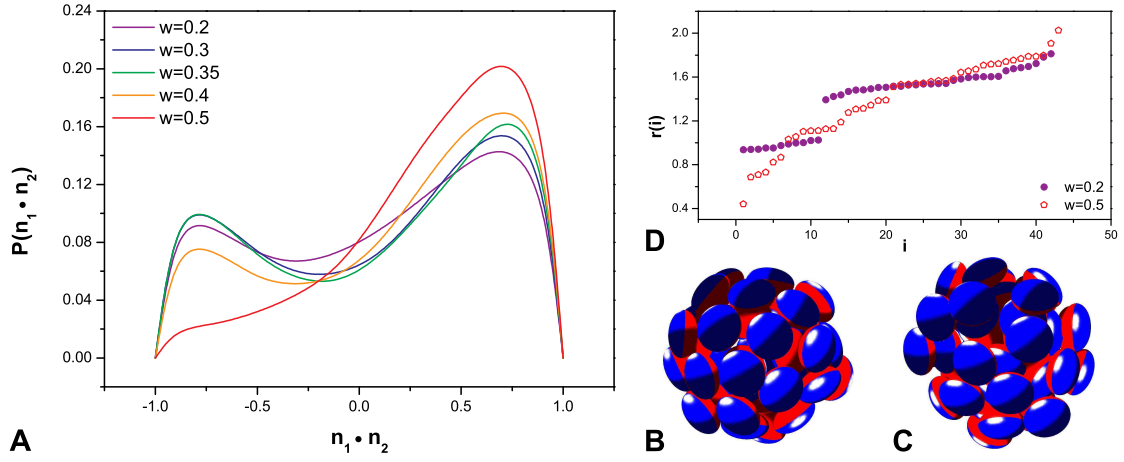 0.24
0.20
0.16
0.12
0.08
0.04
0.00
P(n₁ • n₂)
w=0.2
w=0.3
w=0.35
w=0.4
w=0.5
-1.0 -0.5 0.0 0.5 1.0
n₁ • n₂
A
2.0
1.6
1.2
0.8
0.4
r(i)
w=0.2
w=0.5
0 10 20 30 40 50
i
D
B
C